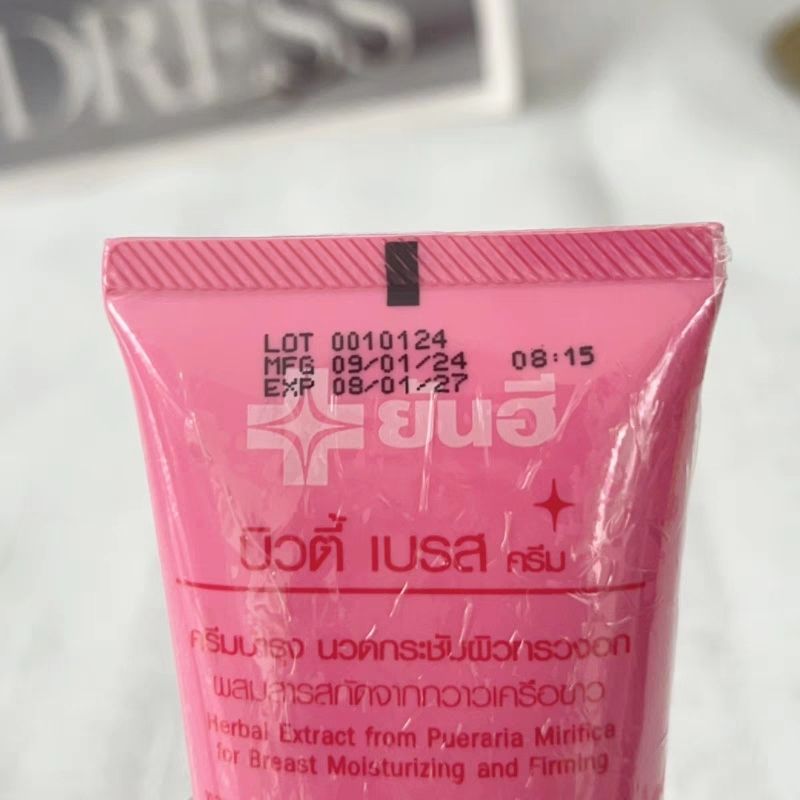 DRESS
LOT 0010124
MFG 09/01/24 08:15
EXP 08/01/27
ยันฮี
บิวตี้ เบรส ครีม
ครีมบำรุง นวดกระชับผิวทรวงอก
ผสมสารสกัดจากกวาวเครือขาว
Herbal Extract from Pueraria Mirifica
for Breast Moisturizing and Firming